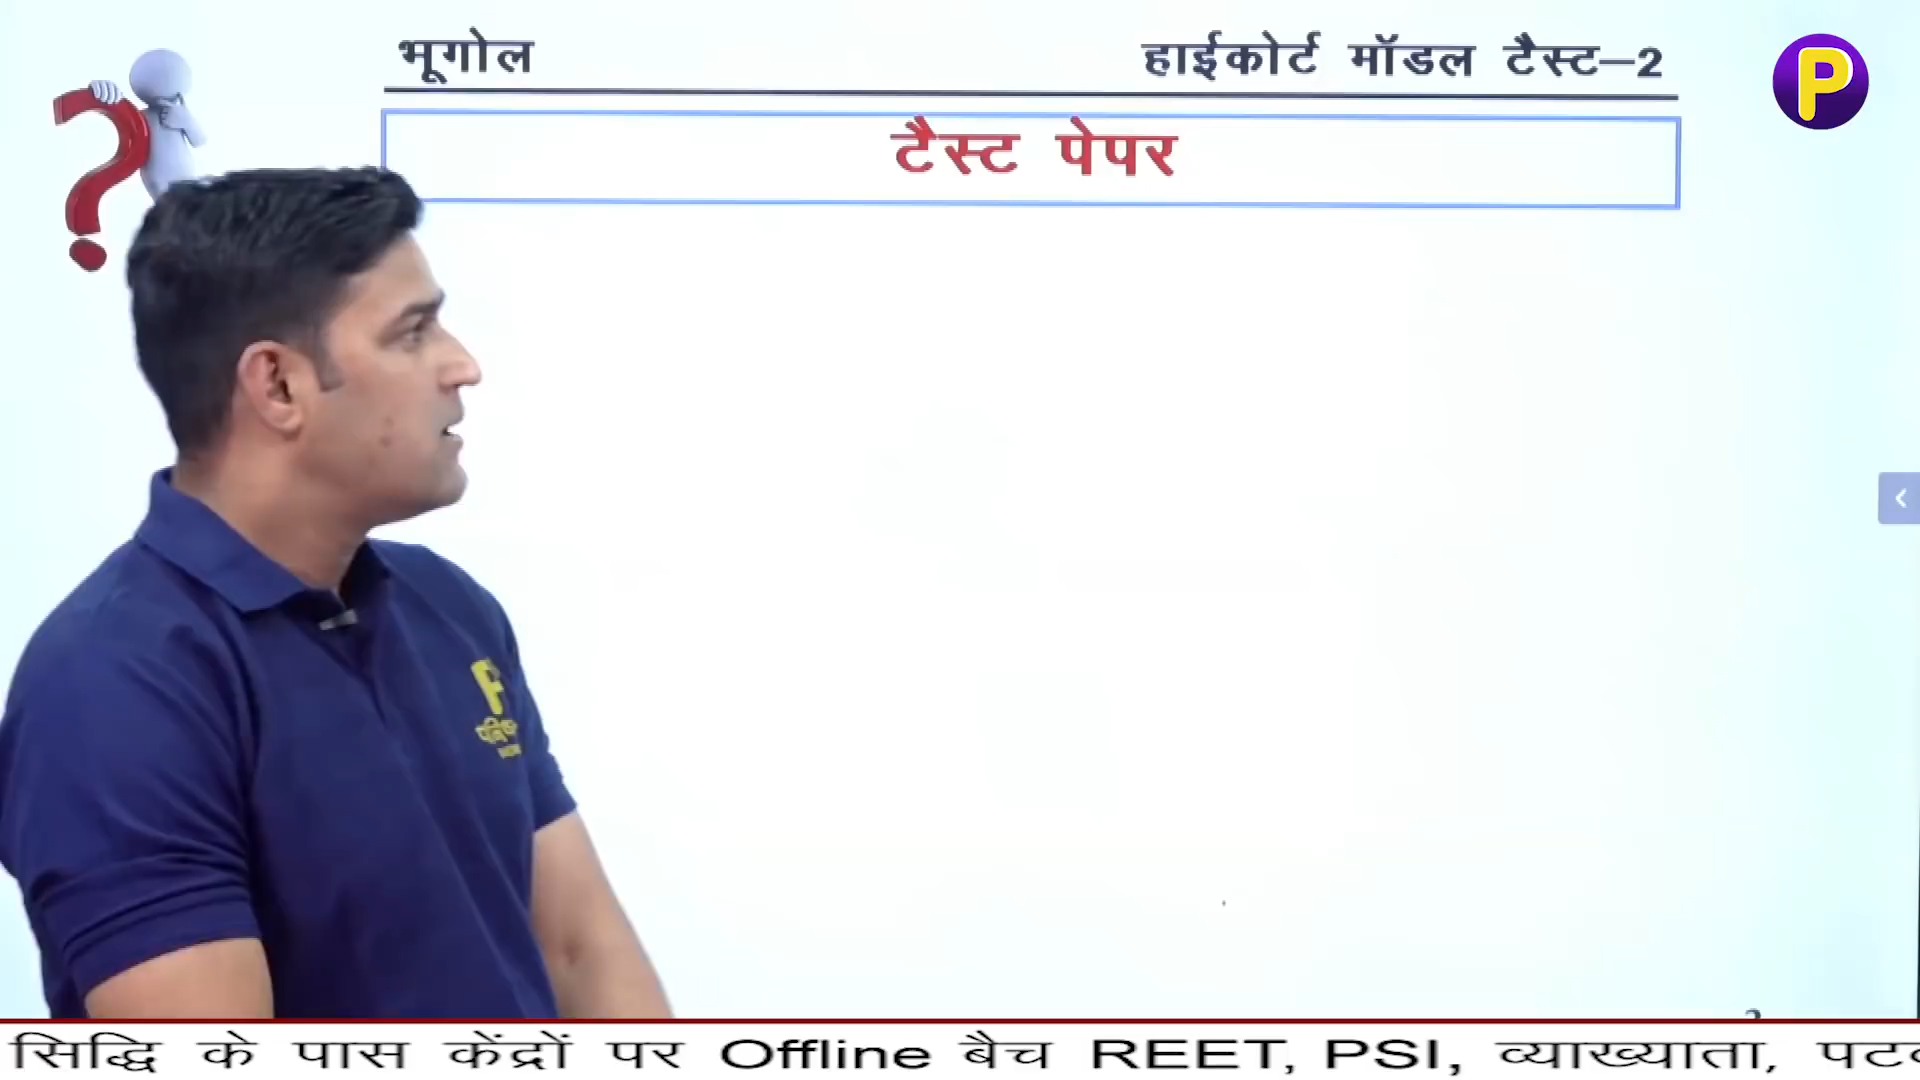 भूगोल हाईकोर्ट मॉडल टैस्ट–2
P
टैस्ट पेपर
P
सिद्धि के पास केंद्रों पर Offline बैच REET, PSI, व्याख्याता,